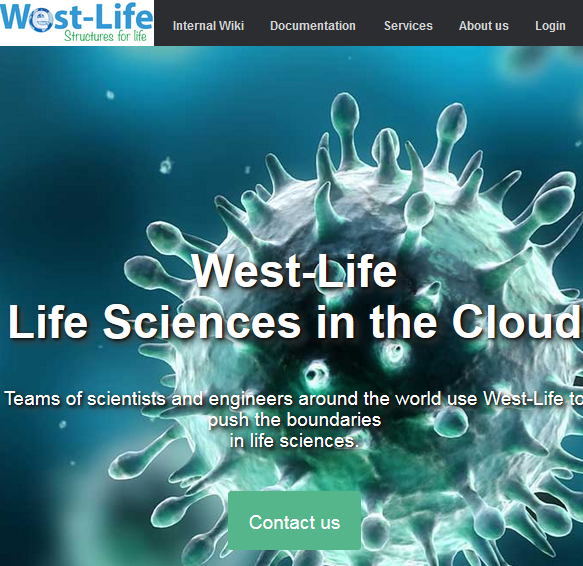 West-Life
Structures for life
Internal Wiki Documentation Services About us Login
West-Life
Life Sciences in the Cloud
Teams of scientists and engineers around the world use West-Life to
push the boundaries
in life sciences.
Contact us